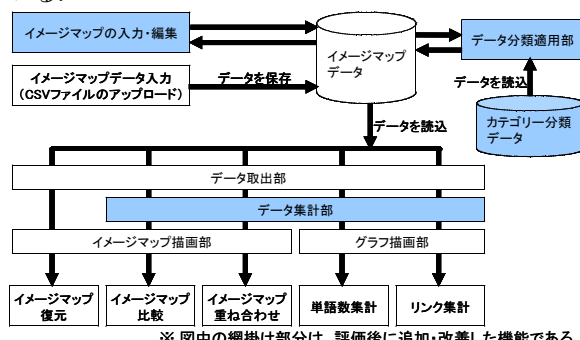 イメージマップの入力・編集
イメージマップ
データ
データ分類適用部
イメージマップデータ入力
（CSVファイルのアップロード）
データを保存
データを読込
カテゴリー分類
データ
データを読込
データ取出部
データ集計部
イメージマップ描画部
グラフ描画部
イメージマップ
復元
イメージマップ
比較
イメージマップ
重ね合わせ
単語数集計
リンク集計
※ 図中の網掛け部分は、評価後に追加・改善した機能である